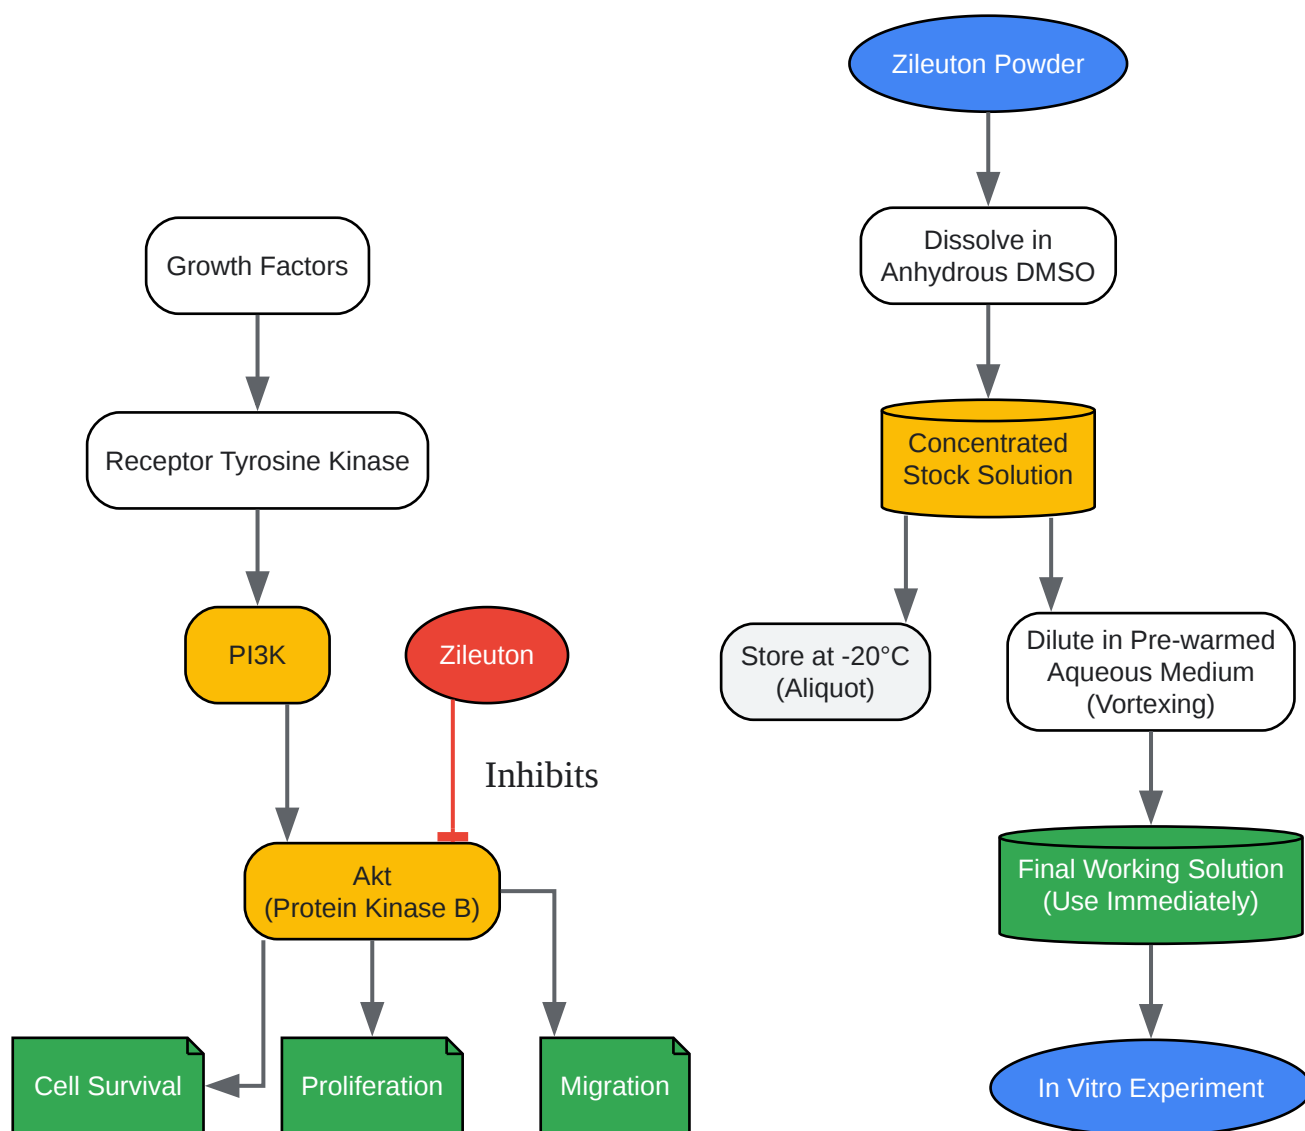 Growth Factors
Receptor Tyrosine Kinase
PI3K
Zileuton
Inhibits
Akt
(Protein Kinase B)
Cell Survival
Proliferation
Migration
Zileuton Powder
Dissolve in
Anhydrous DMSO
Concentrated
Stock Solution
Store at -20°C
(Aliquot)
Dilute in Pre-warmed
Aqueous Medium
(Vortexing)
Final Working Solution
(Use Immediately)
In Vitro Experiment